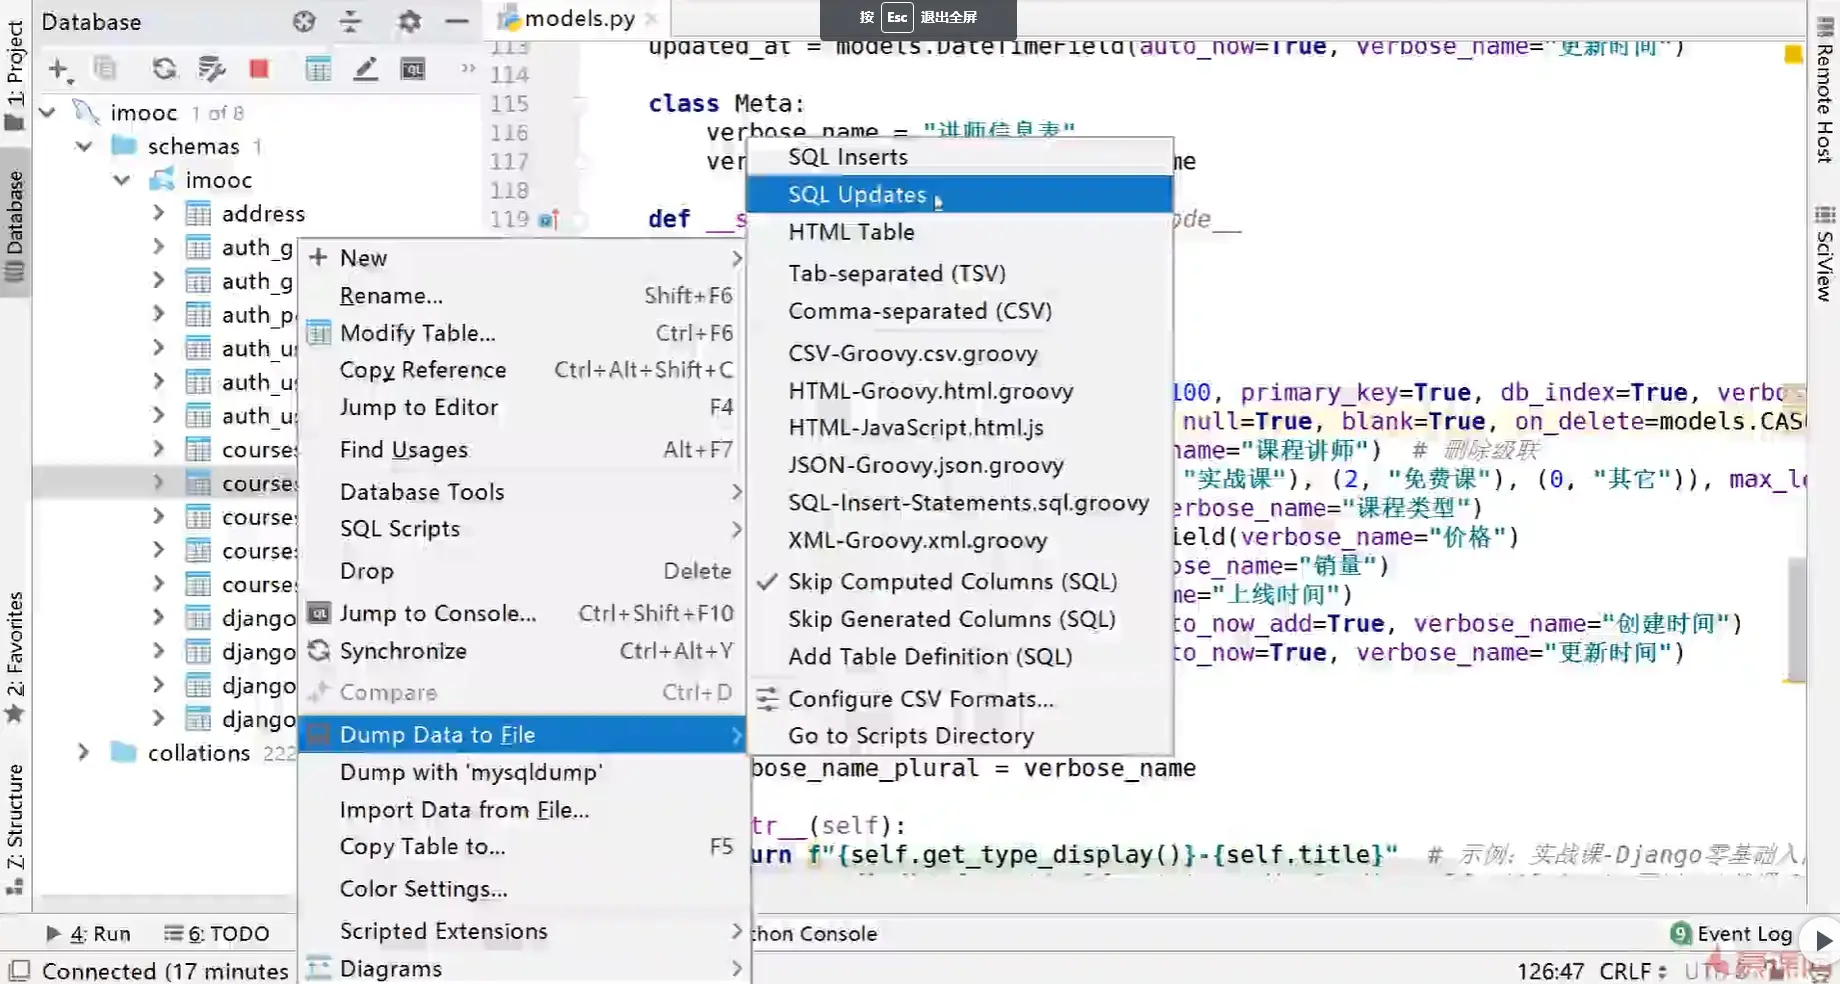 Database
models.py
按 Esc 退出全屏
1: Project
Database
2: Favorites
7: Structure
Remote Host
SciView
imooc 1 of 8
schemas 1
imooc
address
auth_g
auth_g
auth_p
auth_u
auth_u
auth_u
course
course
course
course
course
django
django
django
django
collations 222
113
114
115
116
117
118
119
updated_at = models.DateTimeField(auto_now=True, verbose_name="更新时间")
class Meta:
verbose_name = "讲师信息表"
def __s
New
Rename... Shift+F6
Modify Table... Ctrl+F6
Copy Reference Ctrl+Alt+Shift+C
Jump to Editor F4
Find Usages Alt+F7
Database Tools
SQL Scripts
Drop Delete
Jump to Console... Ctrl+Shift+F10
Synchronize Ctrl+Alt+Y
Compare Ctrl+D
Dump Data to File
Dump with 'mysqldump'
Import Data from File...
Copy Table to... F5
Color Settings...
Scripted Extensions
Diagrams
SQL Inserts
SQL Updates
HTML Table
Tab-separated (TSV)
Comma-separated (CSV)
CSV-Groovy.csv.groovy
HTML-Groovy.html.groovy
HTML-JavaScript.html.js
JSON-Groovy.json.groovy
SQL-Insert-Statements.sql.groovy
XML-Groovy.xml.groovy
Skip Computed Columns (SQL)
Skip Generated Columns (SQL)
Add Table Definition (SQL)
Configure CSV Formats...
Go to Scripts Directory
100, primary_key=True, db_index=True, verbo
null=True, blank=True, on_delete=models.CAS
name="课程讲师") # 删除级联
"实战课"), (2, "免费课"), (0, "其它")), max_l
erbose_name="课程类型")
ield(verbose_name="价格")
ose_name="销量")
me="上线时间")
to_now_add=True, verbose_name="创建时间")
to_now=True, verbose_name="更新时间")
bose_name_plural = verbose_name
tr__(self):
urn f"{self.get_type_display()}-{self.title}" # 示例：实战课-Django零基础入
4: Run
6: TODO
thon Console
9 Event Log
Connected (17 minutes
126:47 CRLF
慕课网